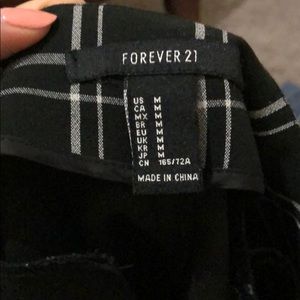 FOREVER 21
US M
CA M
MX M
BR M
EU M
UK M
KR M
JP M
CN 165/72A
MADE IN CHINA